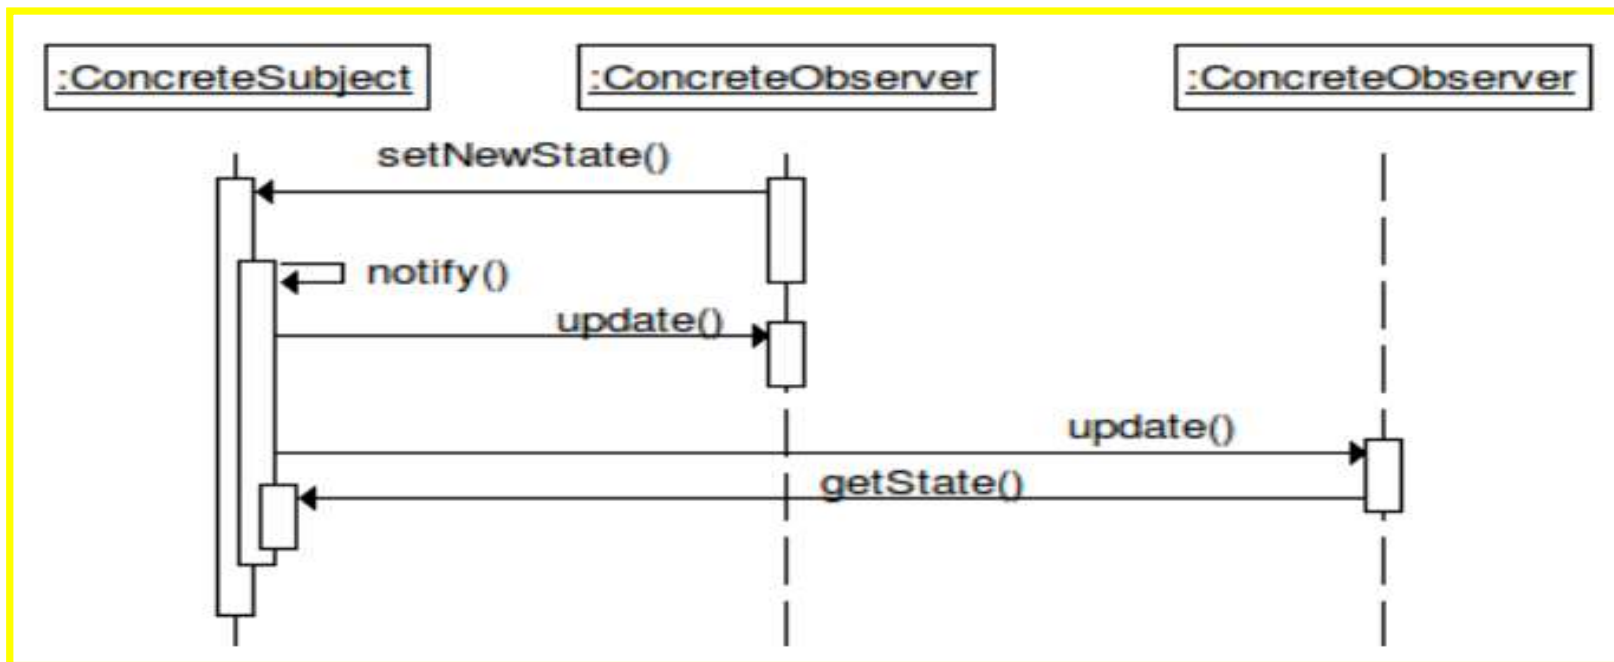 :ConcreteSubject
:ConcreteObserver
:ConcreteObserver
setNewState()
notify()
update()
update()
getState()